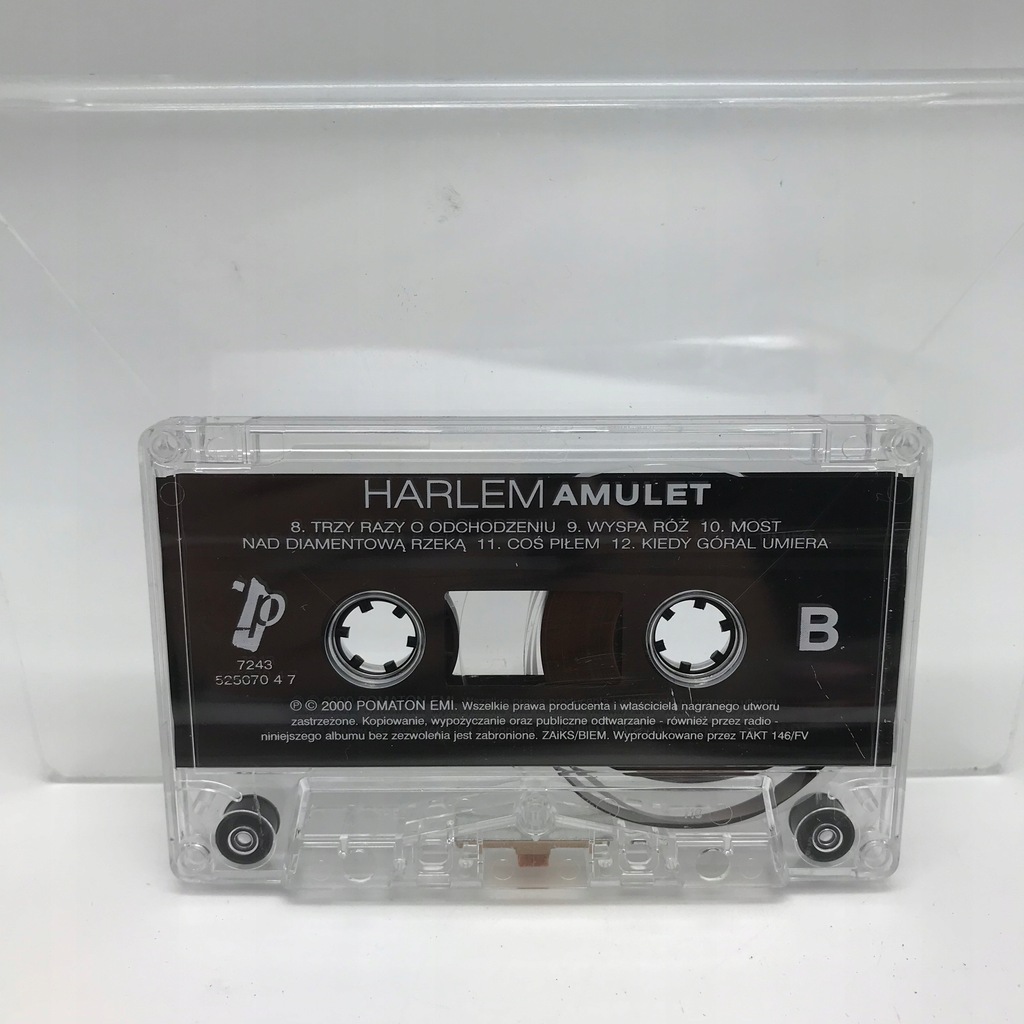 HARLEM AMULET
8. TRZY RAZY O ODCHODZENIU 9. WYSPA RÓŻ 10. MOST
NAD DIAMENTOWĄ RZEKĄ 11. COŚ PIŁEM 12. KIEDY GÓRAL UMIERA
p
B
7243
525070 4 7
℗ © 2000 POMATON EMI. Wszelkie prawa producenta i właściciela nagranego utworu
zastrzeżone. Kopiowanie, wypożyczanie oraz publiczne odtwarzanie - również przez radio -
niniejszego albumu bez zezwolenia jest zabronione. ZAiKS/BIEM. Wyprodukowane przez TAKT 146/FV